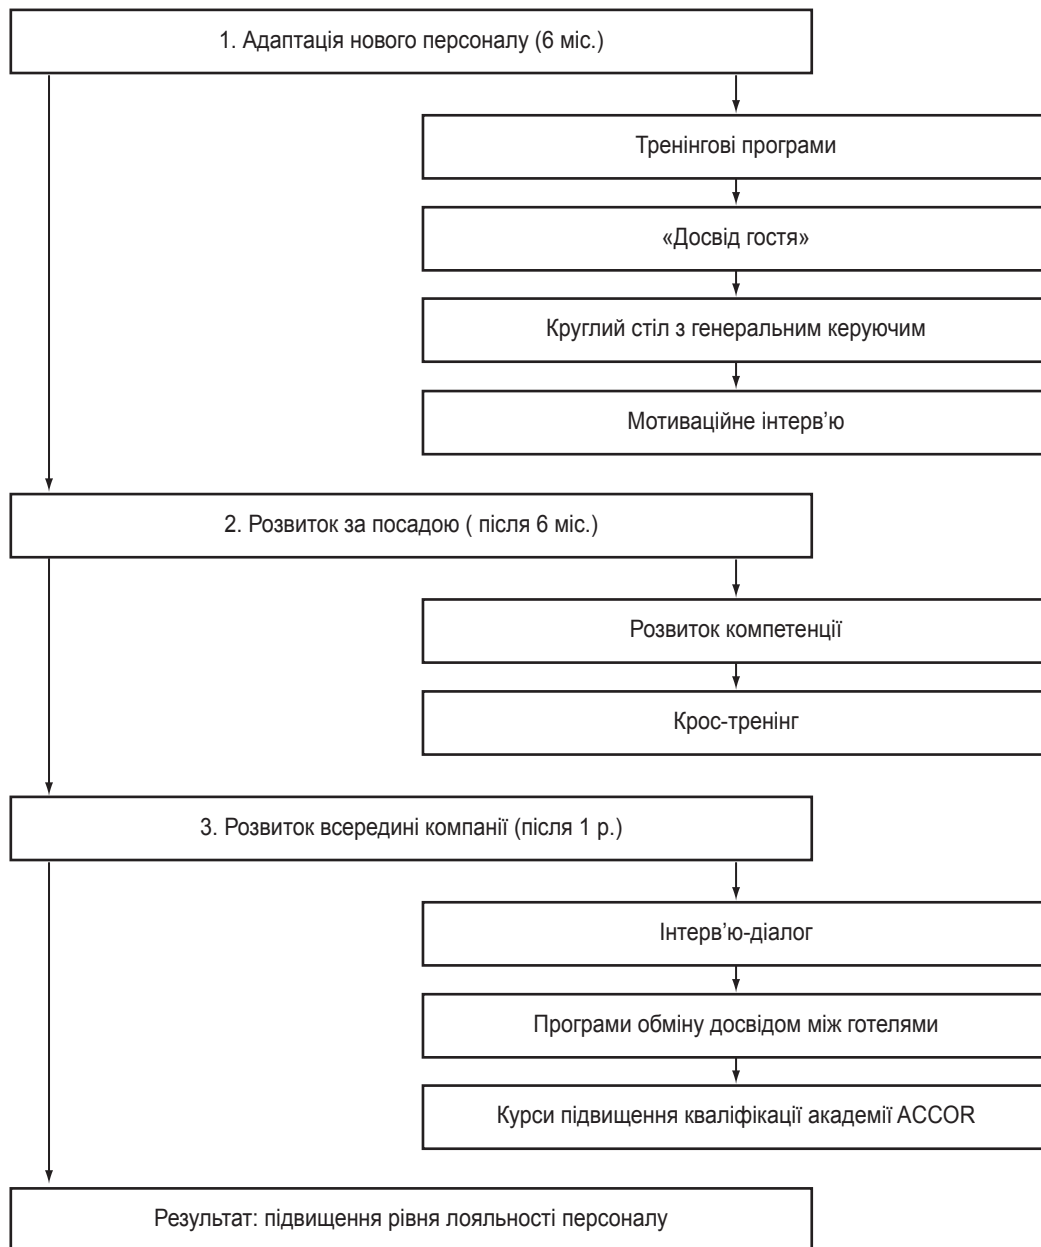 1. Адаптація нового персоналу (6 міс.)
Тренінгові програми
«Досвід гостя»
Круглий стіл з генеральним керуючим
Мотиваційне інтерв’ю
2. Розвиток за посадою ( після 6 міс.)
Розвиток компетенції
Крос-тренінг
3. Розвиток всередині компанії (після 1 р.)
Інтерв’ю-діалог
Програми обміну досвідом між готелями
Курси підвищення кваліфікації академії ACCOR
Результат: підвищення рівня лояльності персоналу